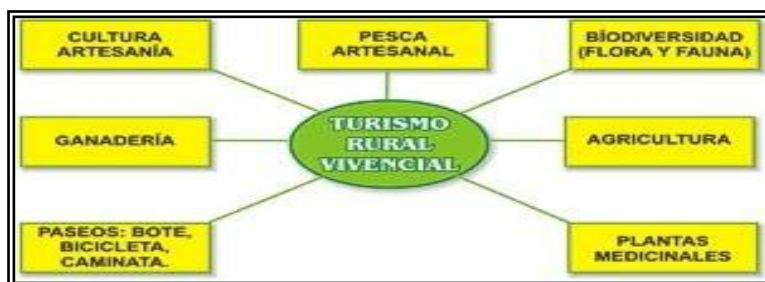 CULTURA
ARTESANÍA
PESCA
ARTESANAL
BÍODIVERSIDAD
(FLORA Y FAUNA)
GANADERÍA
TURISMO
RURAL
VIVENCIAL
AGRICULTURA
PASEOS: BOTE,
BICICLETA,
CAMINATA.
PLANTAS
MEDICINALES